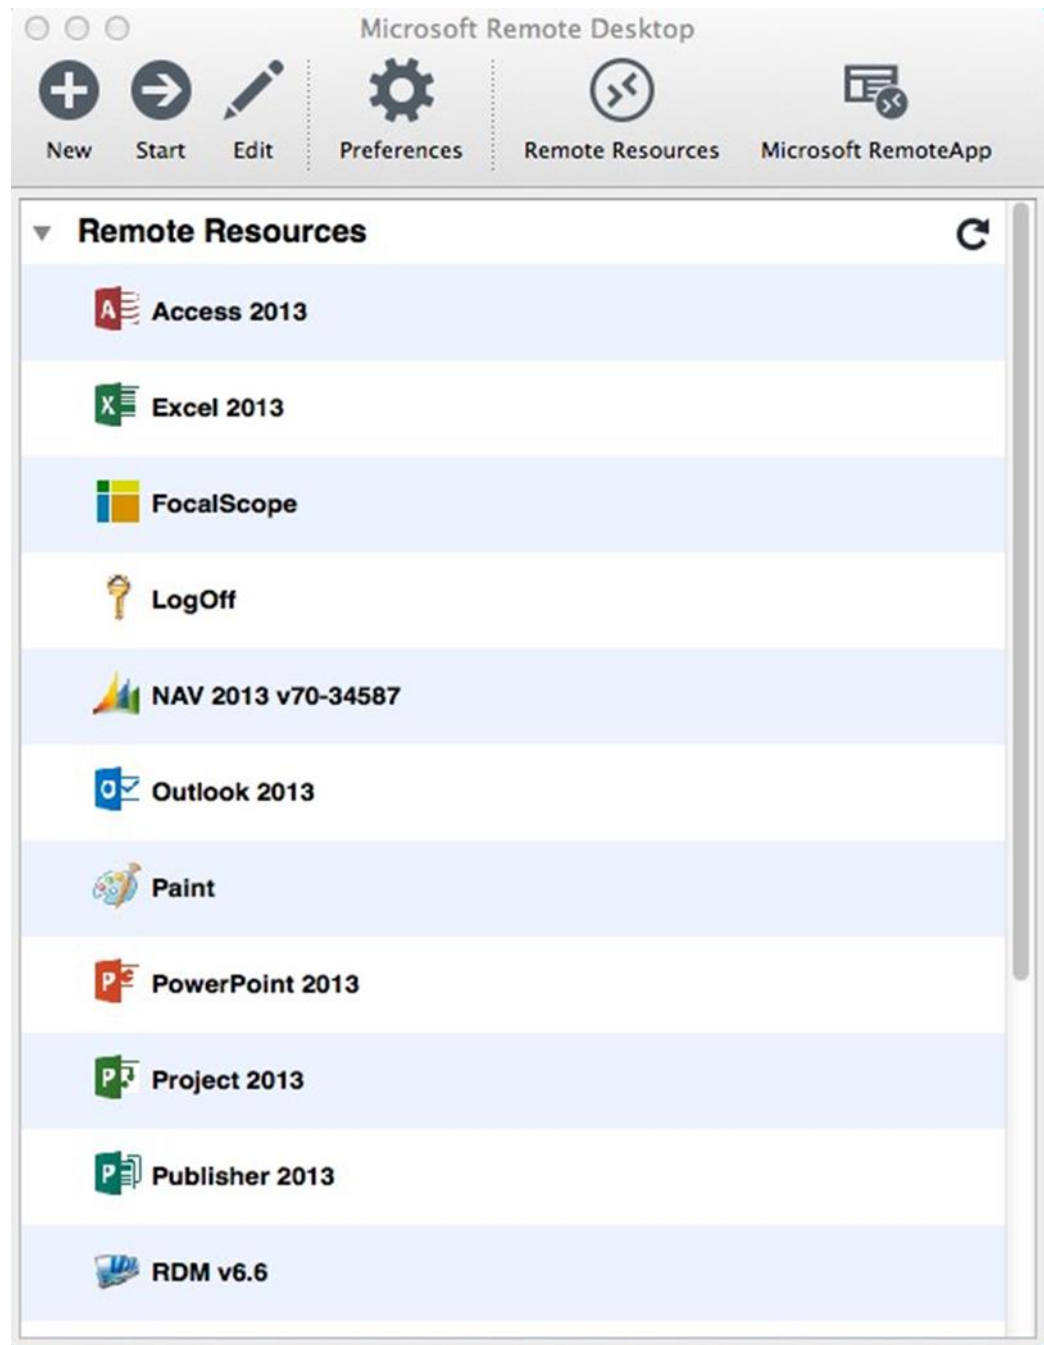 Microsoft Remote Desktop
New Start Edit Preferences Remote Resources Microsoft RemoteApp
Remote Resources
Access 2013
Excel 2013
FocalScope
LogOff
NAV 2013 v70-34587
Outlook 2013
Paint
PowerPoint 2013
Project 2013
Publisher 2013
RDM v6.6